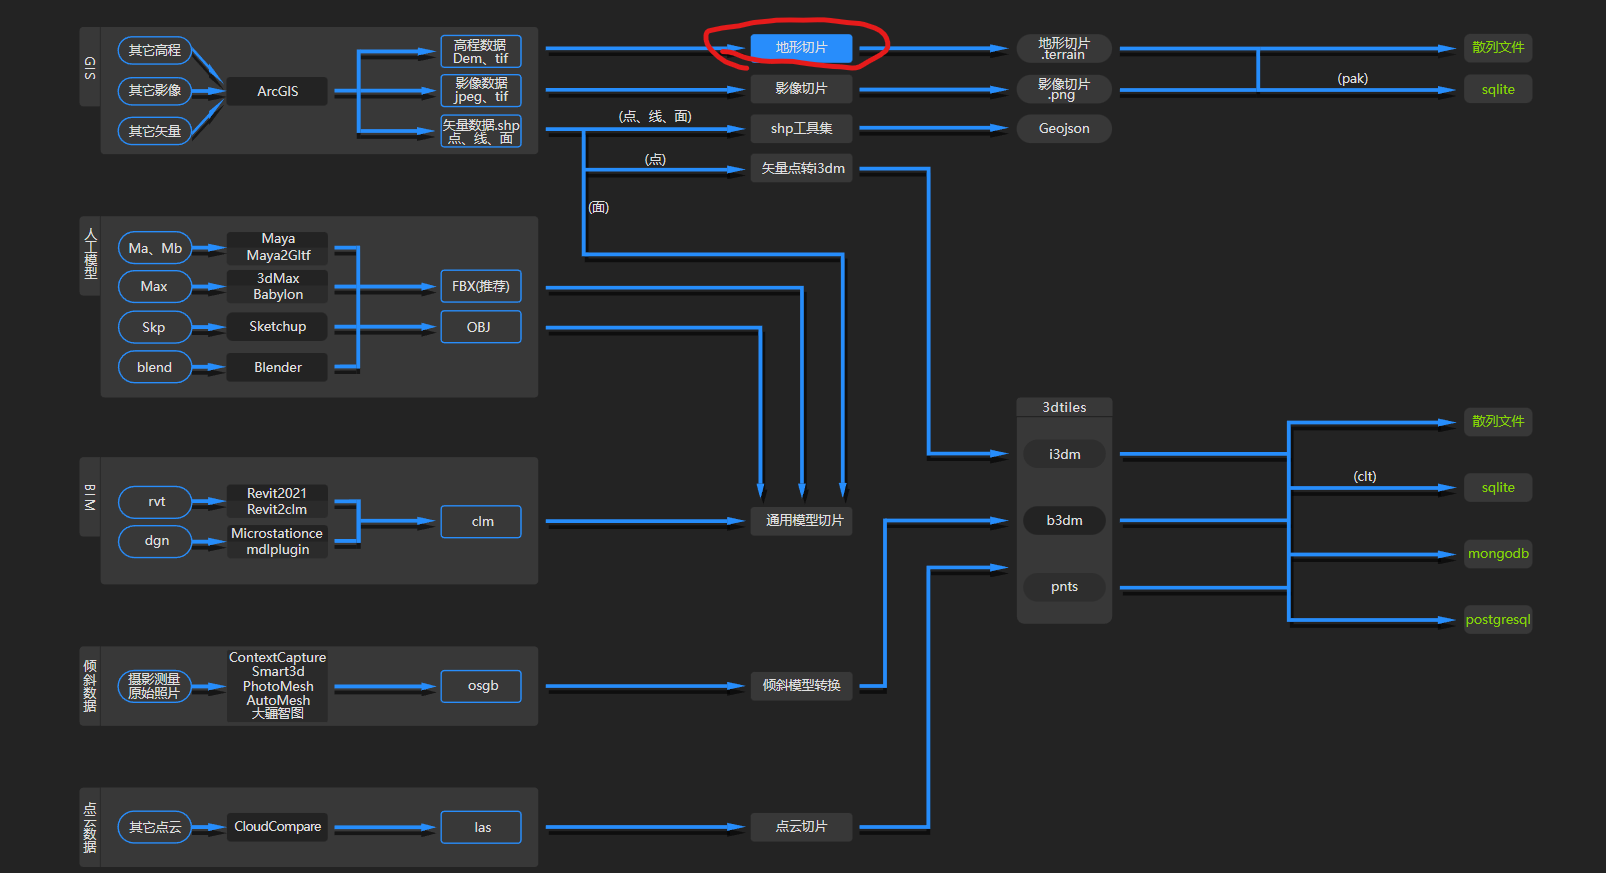 GIS
其它高程
其它影像
其它矢量
ArcGIS
高程数据
Dem、tif
影像数据
jpeg、tif
矢量数据.shp
点、线、面
(点、线、面)
(点)
(面)
地形切片
影像切片
shp工具集
矢量点转i3dm
地形切片
.terrain
影像切片
.png
Geojson
(pak)
散列文件
sqlite
人工模型
Ma、Mb
Max
Skp
blend
Maya
Maya2Gltf
3dMax
Babylon
Sketchup
Blender
FBX(推荐)
OBJ
BIM
rvt
dgn
Revit2021
Revit2clm
Microstationce
mdlplugin
clm
通用模型切片
3dtiles
i3dm
b3dm
pnts
(clt)
散列文件
sqlite
mongodb
postgresql
倾斜数据
摄影测量
原始照片
ContextCapture
Smart3d
PhotoMesh
AutoMesh
大疆智图
osgb
倾斜模型转换
点云数据
其它点云
CloudCompare
las
点云切片